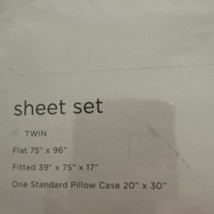 sheet set
TWIN
Flat 75" x 96"
Fitted 39" x 75" x 17"
One Standard Pillow Case 20" x 30"